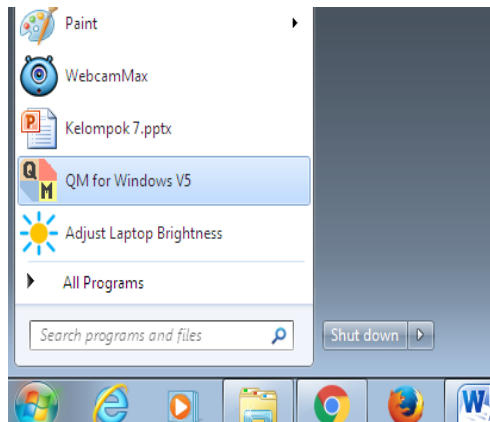 Paint
WebcamMax
P
Kelompok 7.pptx
Q
M
QM for Windows V5
Adjust Laptop Brightness
All Programs
Search programs and files
Shut down
W